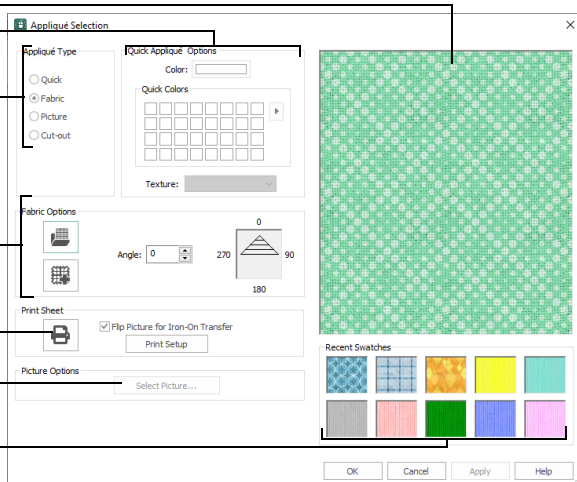 Appliqué Selection
Appliqué Type
Quick
Fabric
Picture
Cut-out
Quick Appliqué Options
Color:
Quick Colors
Texture:
Fabric Options
Angle: 0
0
270
90
180
Print Sheet
Flip Picture for Iron-On Transfer
Print Setup
Picture Options
Select Picture...
Recent Swatches
OK Cancel Apply Help